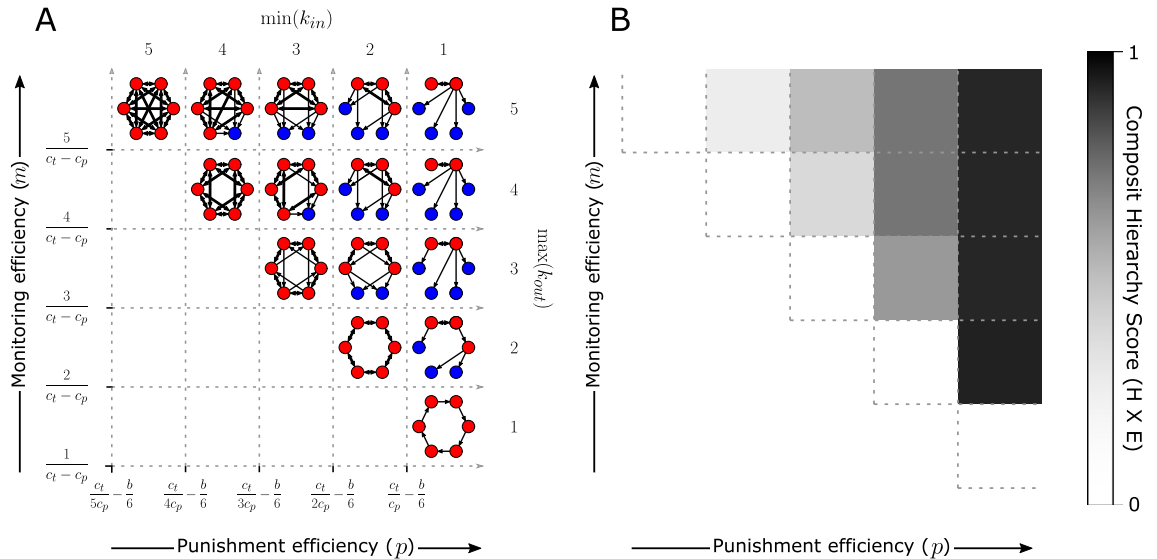 A
min(k_in)
5 4 3 2 1
5
4
3
2
1
max(k_out)
Monitoring efficiency (m)
5/(c_t − c_p)
4/(c_t − c_p)
3/(c_t − c_p)
2/(c_t − c_p)
1/(c_t − c_p)
c_t/5c_p − b/6
c_t/4c_p − b/6
c_t/3c_p − b/6
c_t/2c_p − b/6
c_t/c_p − b/6
Punishment efficiency (p)
B
Monitoring efficiency (m)
Punishment efficiency (p)
1
Composit Hierarchy Score (H X E)
0